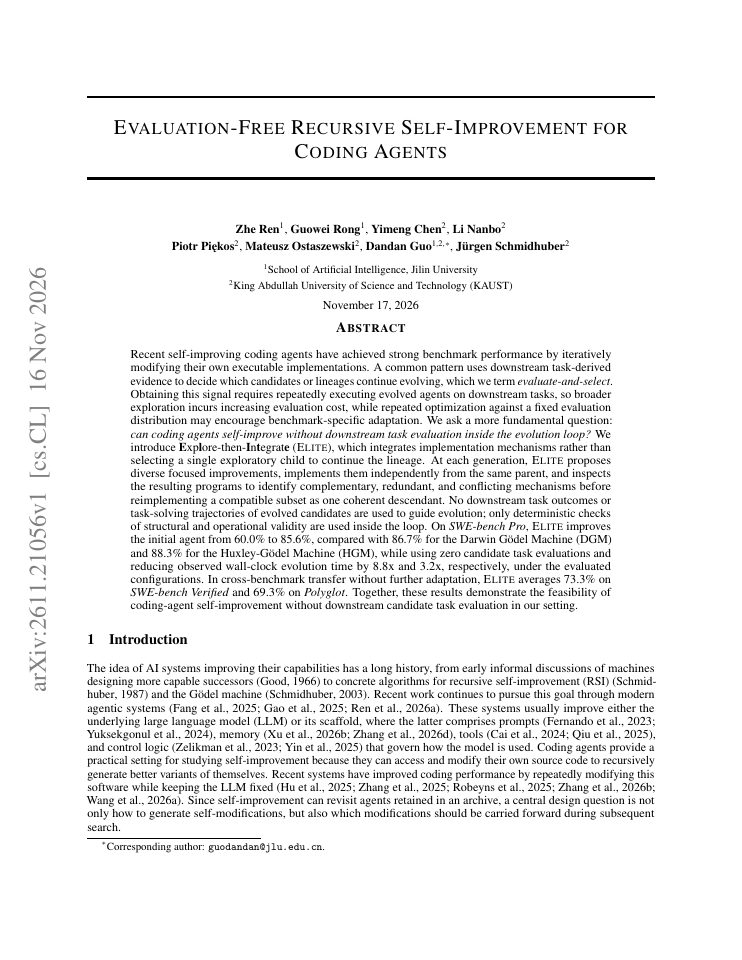 EVALUATION-FREE RECURSIVE SELF-IMPROVEMENT FOR
CODING AGENTS
Zhe Ren1, Guowei Rong1, Yimeng Chen2, Li Nanbo2
Piotr Piękos2, Mateusz Ostaszewski2, Dandan Guo1,2,*, Jürgen Schmidhuber2
1School of Artificial Intelligence, Jilin University
2King Abdullah University of Science and Technology (KAUST)
November 17, 2026
ABSTRACT
Recent self-improving coding agents have achieved strong benchmark performance by iteratively
modifying their own executable implementations. A common pattern uses downstream task-derived
evidence to decide which candidates or lineages continue evolving, which we term evaluate-and-select.
Obtaining this signal requires repeatedly executing evolved agents on downstream tasks, so broader
exploration incurs increasing evaluation cost, while repeated optimization against a fixed evaluation
distribution may encourage benchmark-specific adaptation. We ask a more fundamental question:
can coding agents self-improve without downstream task evaluation inside the evolution loop? We
introduce Explore-then-Integrate (ELITE), which integrates implementation mechanisms rather than
selecting a single exploratory child to continue the lineage. At each generation, ELITE proposes
diverse focused improvements, implements them independently from the same parent, and inspects
the resulting programs to identify complementary, redundant, and conflicting mechanisms before
reimplementing a compatible subset as one coherent descendant. No downstream task outcomes or
task-solving trajectories of evolved candidates are used to guide evolution; only deterministic checks
of structural and operational validity are used inside the loop. On SWE-bench Pro, ELITE improves
the initial agent from 60.0% to 85.6%, compared with 86.7% for the Darwin Gödel Machine (DGM)
and 88.3% for the Huxley-Gödel Machine (HGM), while using zero candidate task evaluations and
reducing observed wall-clock evolution time by 8.8x and 3.2x, respectively, under the evaluated
configurations. In cross-benchmark transfer without further adaptation, ELITE averages 73.3% on
SWE-bench Verified and 69.3% on Polyglot. Together, these results demonstrate the feasibility of
coding-agent self-improvement without downstream candidate task evaluation in our setting.
1 Introduction
The idea of AI systems improving their capabilities has a long history, from early informal discussions of machines
designing more capable successors (Good, 1966) to concrete algorithms for recursive self-improvement (RSI) (Schmid-
huber, 1987) and the Gödel machine (Schmidhuber, 2003). Recent work continues to pursue this goal through modern
agentic systems (Fang et al., 2025; Gao et al., 2025; Ren et al., 2026a). These systems usually improve either the
underlying large language model (LLM) or its scaffold, where the latter comprises prompts (Fernando et al., 2023;
Yuksekgonul et al., 2024), memory (Xu et al., 2026b; Zhang et al., 2026d), tools (Cai et al., 2024; Qiu et al., 2025),
and control logic (Zelikman et al., 2023; Yin et al., 2025) that govern how the model is used. Coding agents provide a
practical setting for studying self-improvement because they can access and modify their own source code to recursively
generate better variants of themselves. Recent systems have improved coding performance by repeatedly modifying this
software while keeping the LLM fixed (Hu et al., 2025; Zhang et al., 2025; Robeyns et al., 2025; Zhang et al., 2026b;
Wang et al., 2026a). Since self-improvement can revisit agents retained in an archive, a central design question is not
only how to generate self-modifications, but also which modifications should be carried forward during subsequent
search.
*Corresponding author: guodandan@jlu.edu.cn.
arXiv:2611.21056v1 [cs.CL] 16 Nov 2026